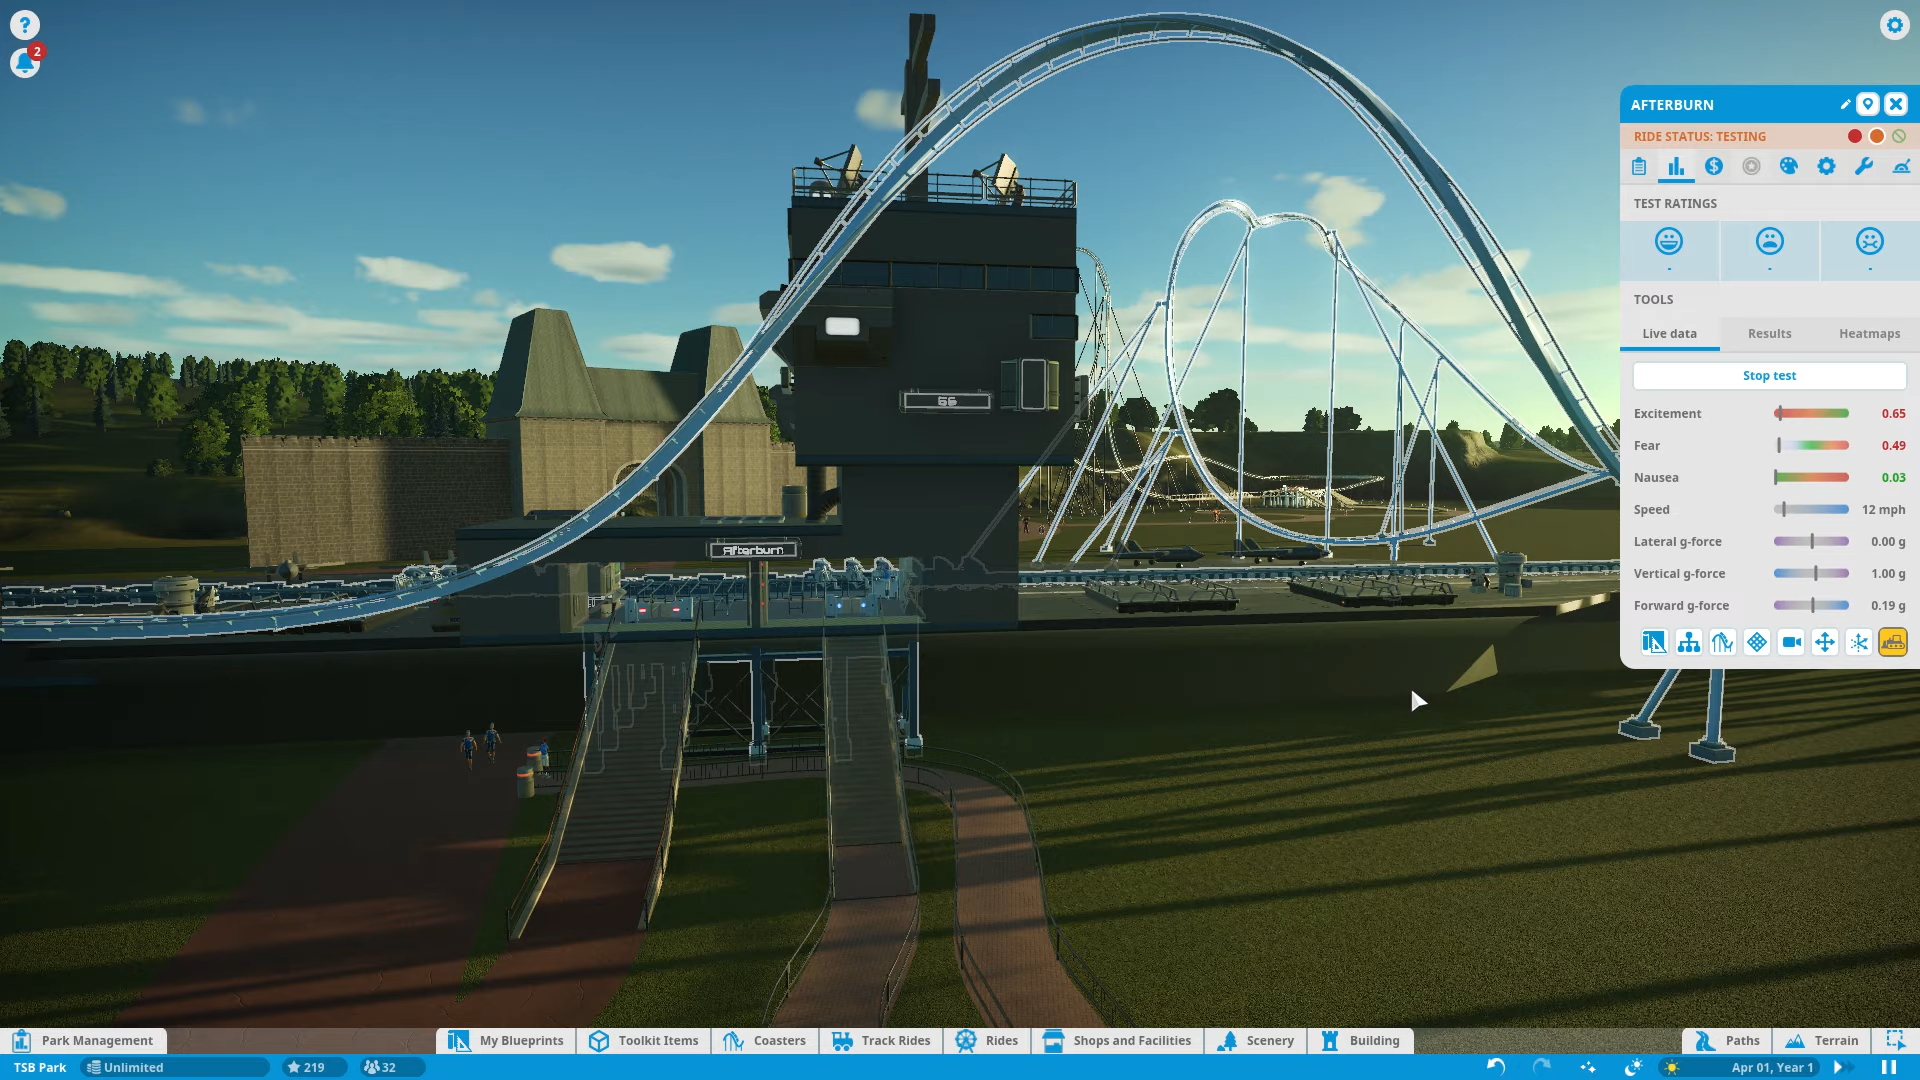 ?
2
AFTERBURN
RIDE STATUS: TESTING
TEST RATINGS
- - -
TOOLS
Live data Results Heatmaps
Stop test
Excitement 0.65
Fear 0.49
Nausea 0.03
Speed 12 mph
Lateral g-force 0.00 g
Vertical g-force 1.00 g
Forward g-force 0.19 g
66
Afterburn
Park Management My Blueprints Toolkit Items Coasters Track Rides Rides Shops and Facilities Scenery Building Paths Terrain
TSB Park Unlimited 219 32 Apr 01, Year 1